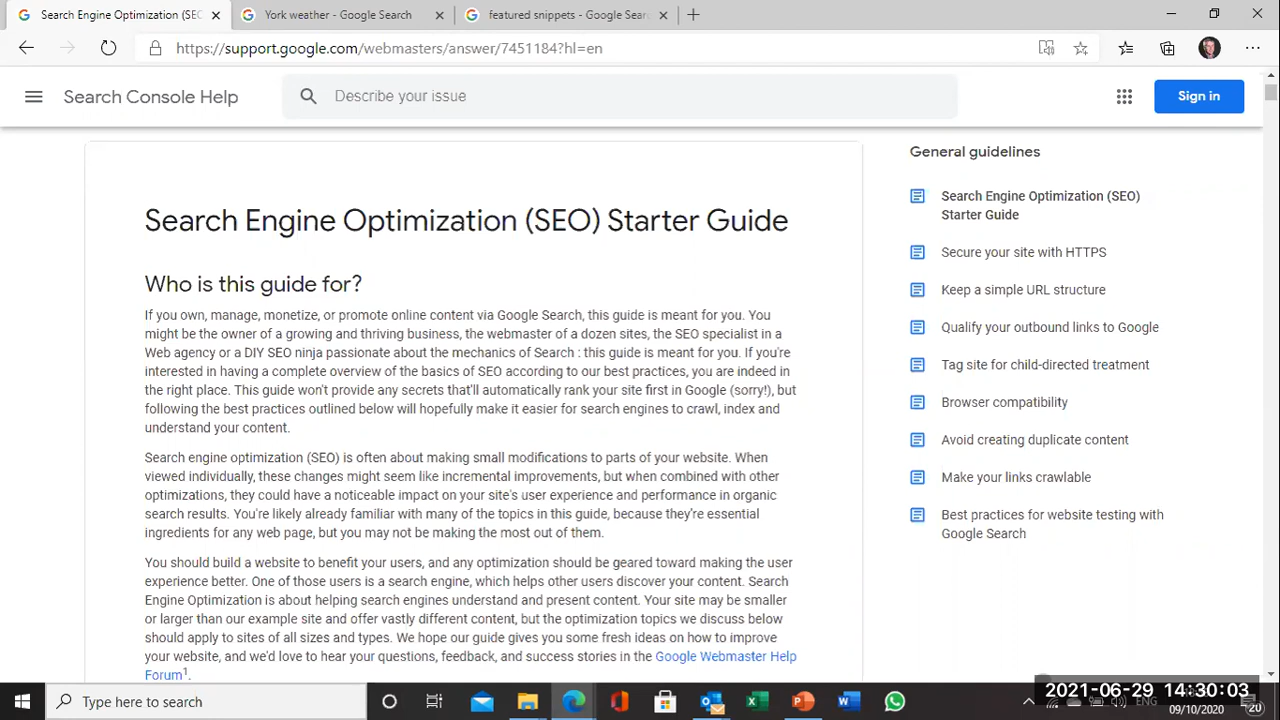 Search Engine Optimization (SEO
York weather - Google Search
featured snippets - Google Sear
https://support.google.com/webmasters/answer/7451184?hl=en
Search Console Help
Describe your issue
Sign in
Search Engine Optimization (SEO) Starter Guide
Who is this guide for?
If you own, manage, monetize, or promote online content via Google Search, this guide is meant for you. You
might be the owner of a growing and thriving business, the webmaster of a dozen sites, the SEO specialist in a
Web agency or a DIY SEO ninja passionate about the mechanics of Search : this guide is meant for you. If you're
interested in having a complete overview of the basics of SEO according to our best practices, you are indeed in
the right place. This guide won't provide any secrets that'll automatically rank your site first in Google (sorry!), but
following the best practices outlined below will hopefully make it easier for search engines to crawl, index and
understand your content.
Search engine optimization (SEO) is often about making small modifications to parts of your website. When
viewed individually, these changes might seem like incremental improvements, but when combined with other
optimizations, they could have a noticeable impact on your site's user experience and performance in organic
search results. You're likely already familiar with many of the topics in this guide, because they're essential
ingredients for any web page, but you may not be making the most out of them.
You should build a website to benefit your users, and any optimization should be geared toward making the user
experience better. One of those users is a search engine, which helps other users discover your content. Search
Engine Optimization is about helping search engines understand and present content. Your site may be smaller
or larger than our example site and offer vastly different content, but the optimization topics we discuss below
should apply to sites of all sizes and types. We hope our guide gives you some fresh ideas on how to improve
your website, and we'd love to hear your questions, feedback, and success stories in the Google Webmaster Help
Forum1.
General guidelines
Search Engine Optimization (SEO)
Starter Guide
Secure your site with HTTPS
Keep a simple URL structure
Qualify your outbound links to Google
Tag site for child-directed treatment
Browser compatibility
Avoid creating duplicate content
Make your links crawlable
Best practices for website testing with
Google Search
Type here to search
2021-06-29 14:30:03
ENG
09/10/2020
20